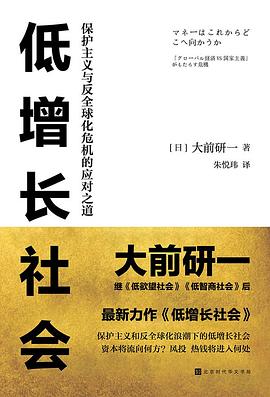 低增长社会
保护主义与反全球化危机的应对之道
マネーはこれからど
こへ向かうか
「グローバル経済VS国家主義」
がもたらす危機
[日] 大前研一 著
朱悦玮 译
大前研一
继《低欲望社会》《低智商社会》后
最新力作《低增长社会》
保护主义和反全球化浪潮下的低增长社会
资本将流向何方?风投 热钱将进入何处
北京时代华文书局